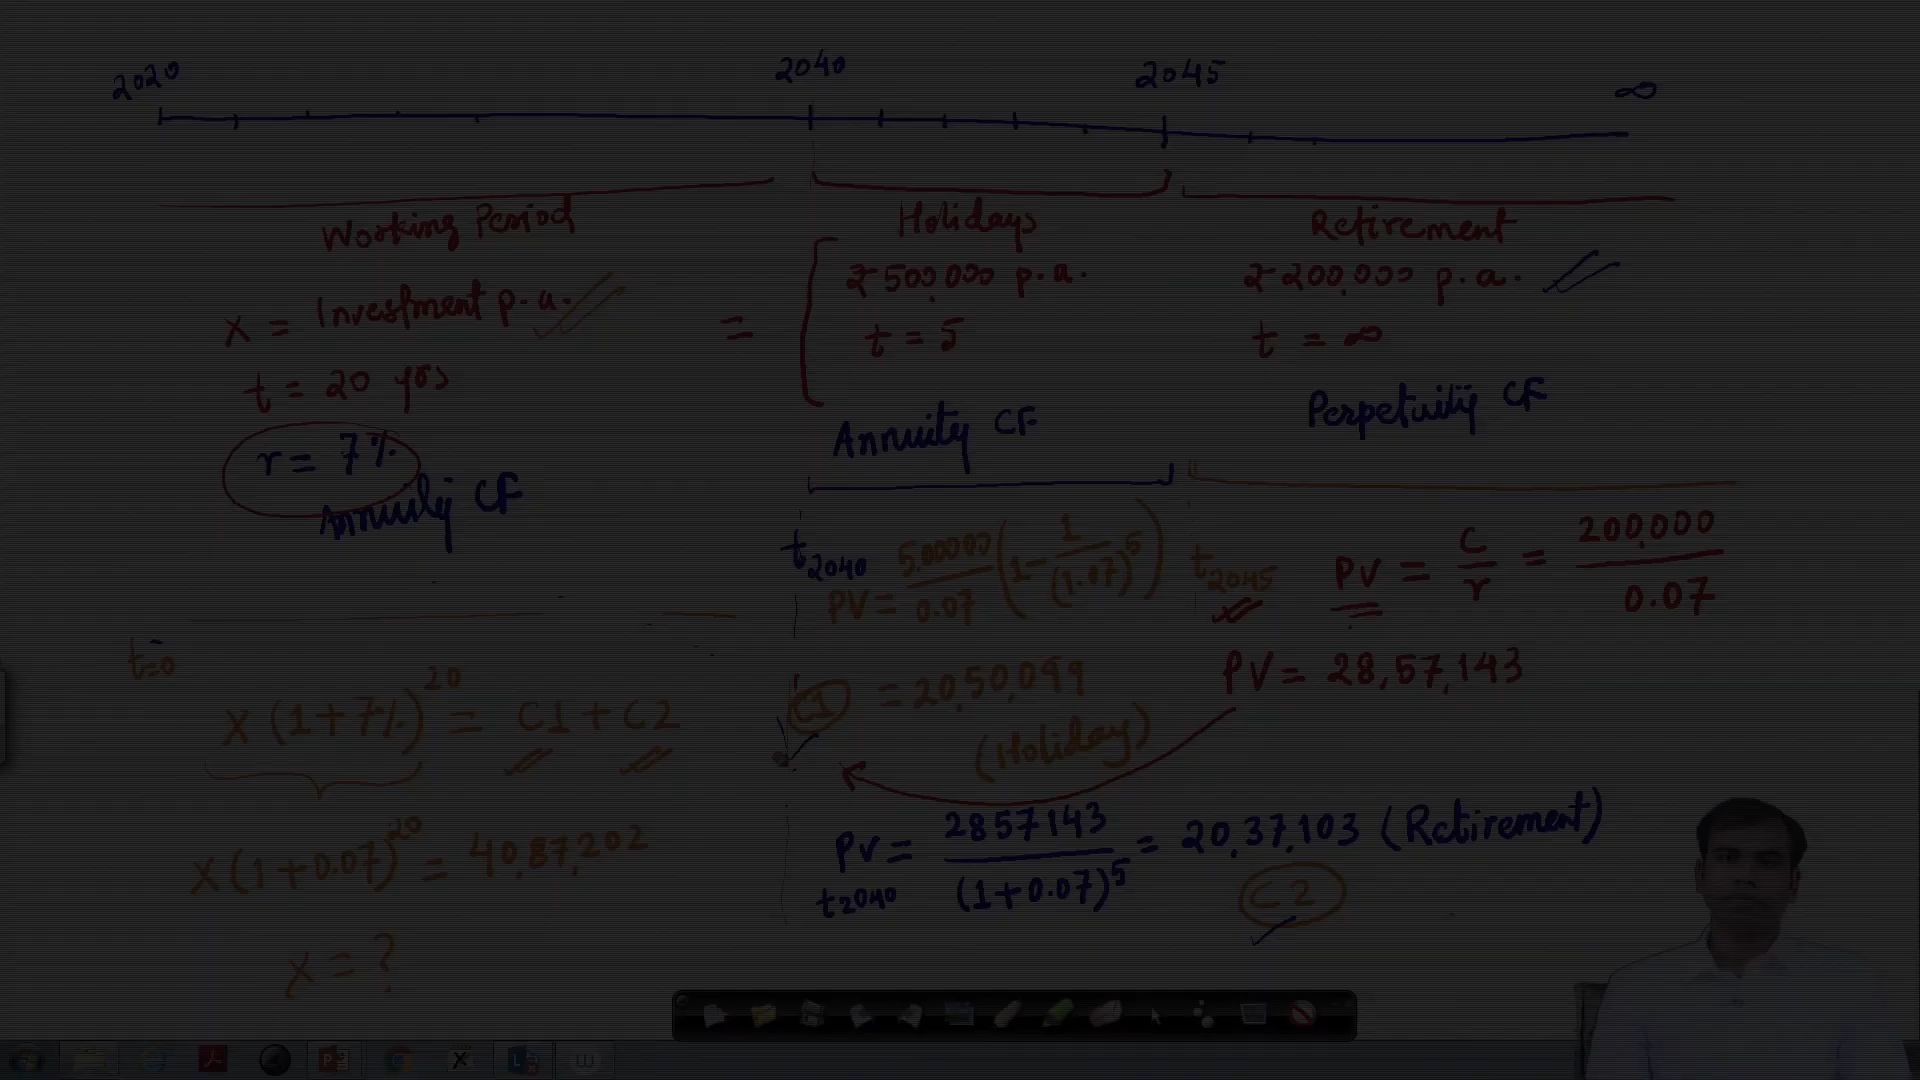 2020 2040 2045 ∞
Working Period Holidays Retirement
x = Investment p.a. = ₹ 500,000 p.a. ₹ 200,000 p.a.
t = 20 yrs t = 5 t = ∞
r = 7% Annuity CF Perpetuity CF
Annuity CF
t2040 PV = 5,00000/0.07 (1 - 1/(1.07)^5) t2045 PV = C/r = 200,000/0.07
t=0
x (1+7%)^20 = C1 + C2 C1 = 20,50,099 PV = 28,57,143
(Holiday)
x (1+0.07)^20 = 40,87,202 PV t2040 = 2857143/(1+0.07)^5 = 20,37,103 (Retirement)
C2
x = ?